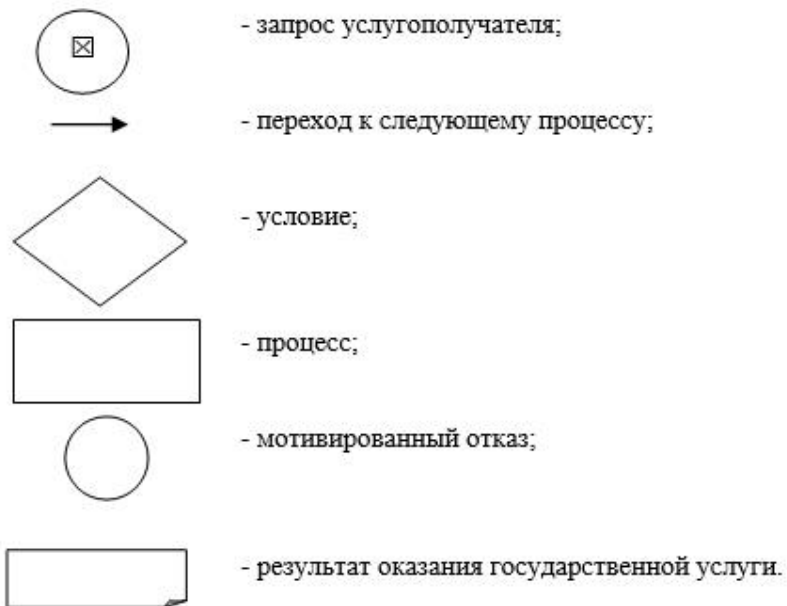 - запрос услугополучателя;
- переход к следующему процессу;
- условие;
- процесс;
- мотивированный отказ;
- результат оказания государственной услуги.